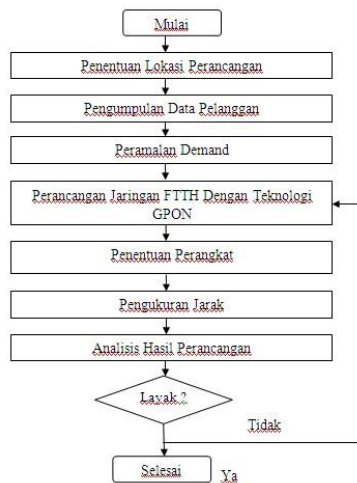 Mulai
Penentuan Lokasi Perancangan
Pengumpulan Data Pelanggan
Peramalan Demand
Perancangan Jaringan FTTH Dengan Teknologi
GPON
Penentuan Perangkat
Pengukuran Jarak
Analisis Hasil Perancangan
Layak ?
Tidak
Selesai
Ya